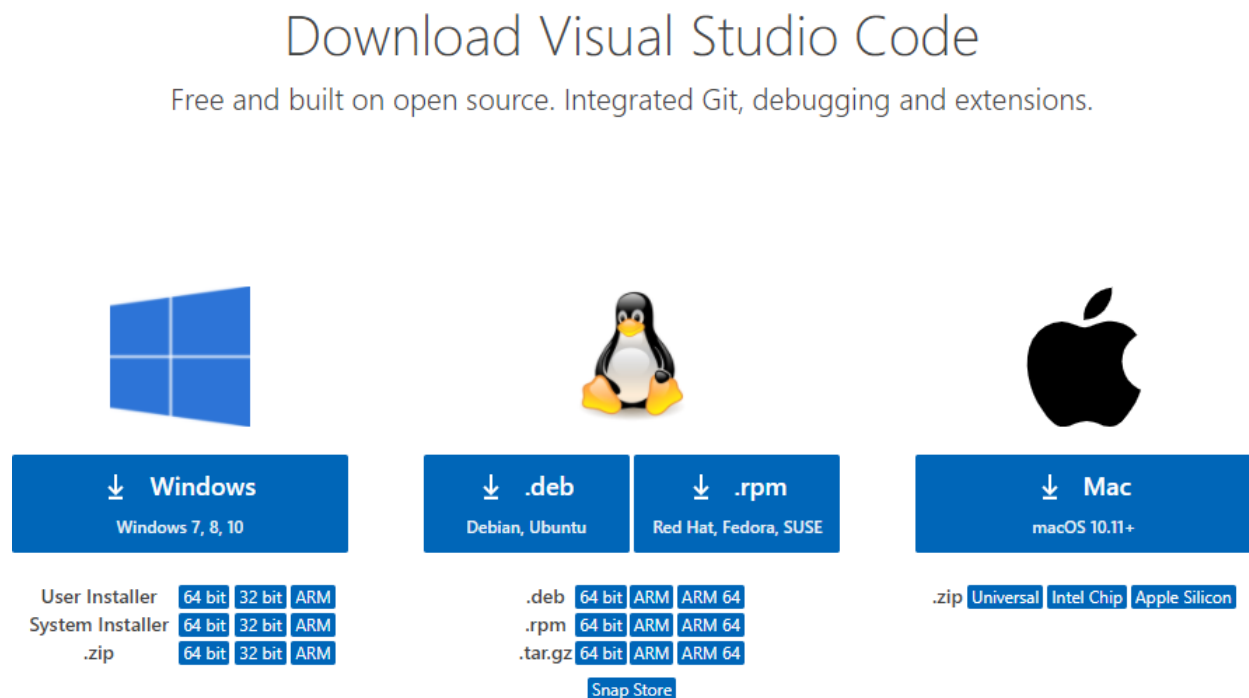 Download Visual Studio Code
Free and built on open source. Integrated Git, debugging and extensions.
Windows
Windows 7, 8, 10
User Installer 64 bit 32 bit ARM
System Installer 64 bit 32 bit ARM
.zip 64 bit 32 bit ARM
.deb
Debian, Ubuntu
.rpm
Red Hat, Fedora, SUSE
.deb 64 bit ARM ARM 64
.rpm 64 bit ARM ARM 64
.tar.gz 64 bit ARM ARM 64
Snap Store
Mac
macOS 10.11+
.zip Universal Intel Chip Apple Silicon